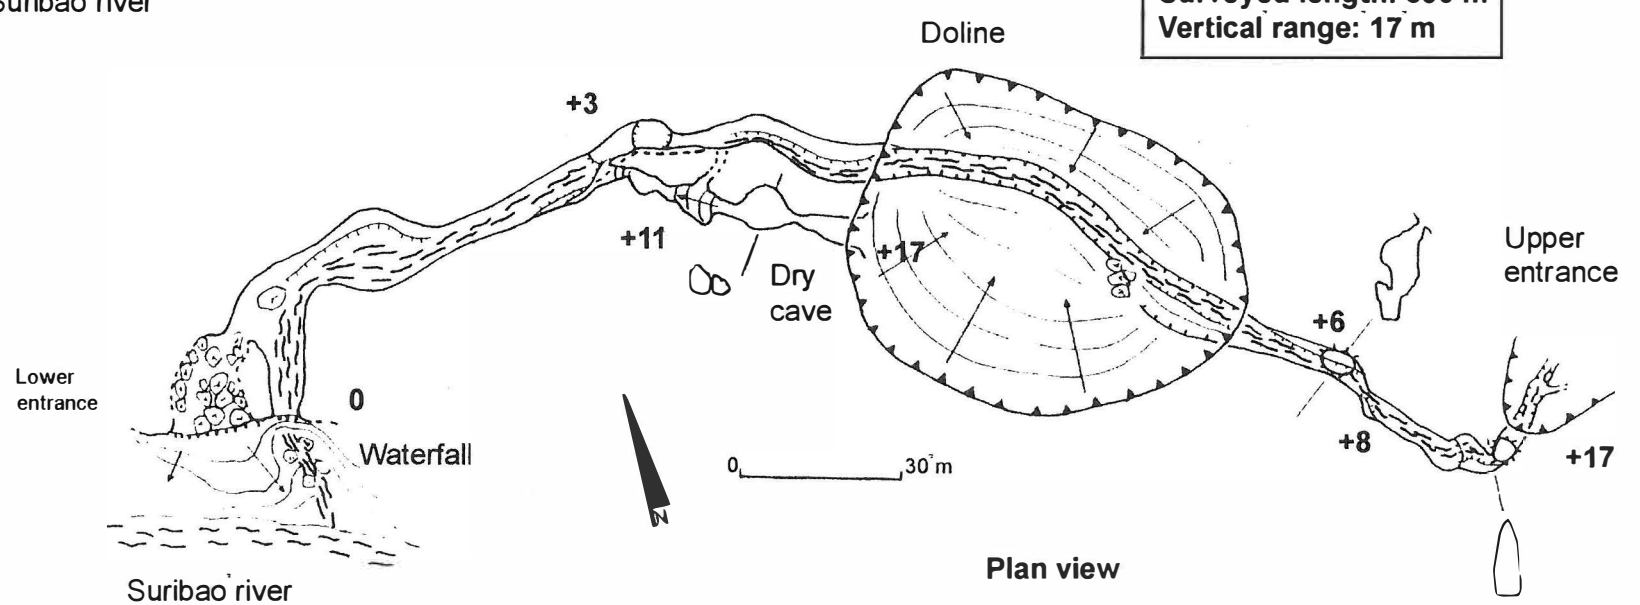 Suribao river
Vertical range: 17 m
Doline
+3
+11
Dry
cave
+17
Upper
entrance
+6
+8
+17
Lower
entrance
0
Waterfall
0 30 m
N
Plan view
Suribao river